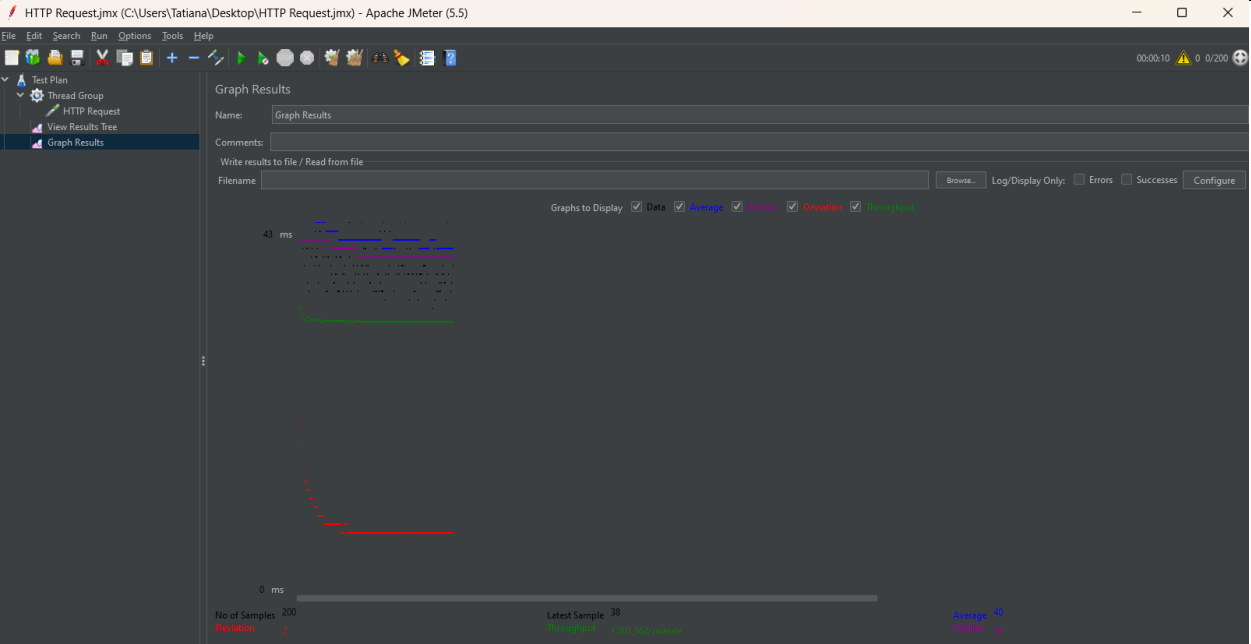 HTTP Request.jmx (C:\Users\Tatiana\Desktop\HTTP Request.jmx) - Apache JMeter (5.5)
File Edit Search Run Options Tools Help
00:00:10 0 0/200
Test Plan
Thread Group
HTTP Request
View Results Tree
Graph Results
Graph Results
Name: Graph Results
Comments:
Write results to file / Read from file
Filename Browse... Log/Display Only: Errors Successes Configure
Graphs to Display Data Average Median Deviation Throughput
43 ms
0 ms
No of Samples 200 Latest Sample 38 Average 40
Deviation 7 Throughput Median